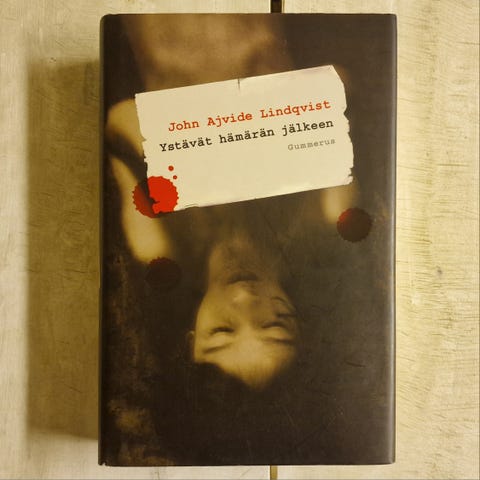 John Ajvide Lindqvist
Ystävät hämärän jälkeen
Gummerus